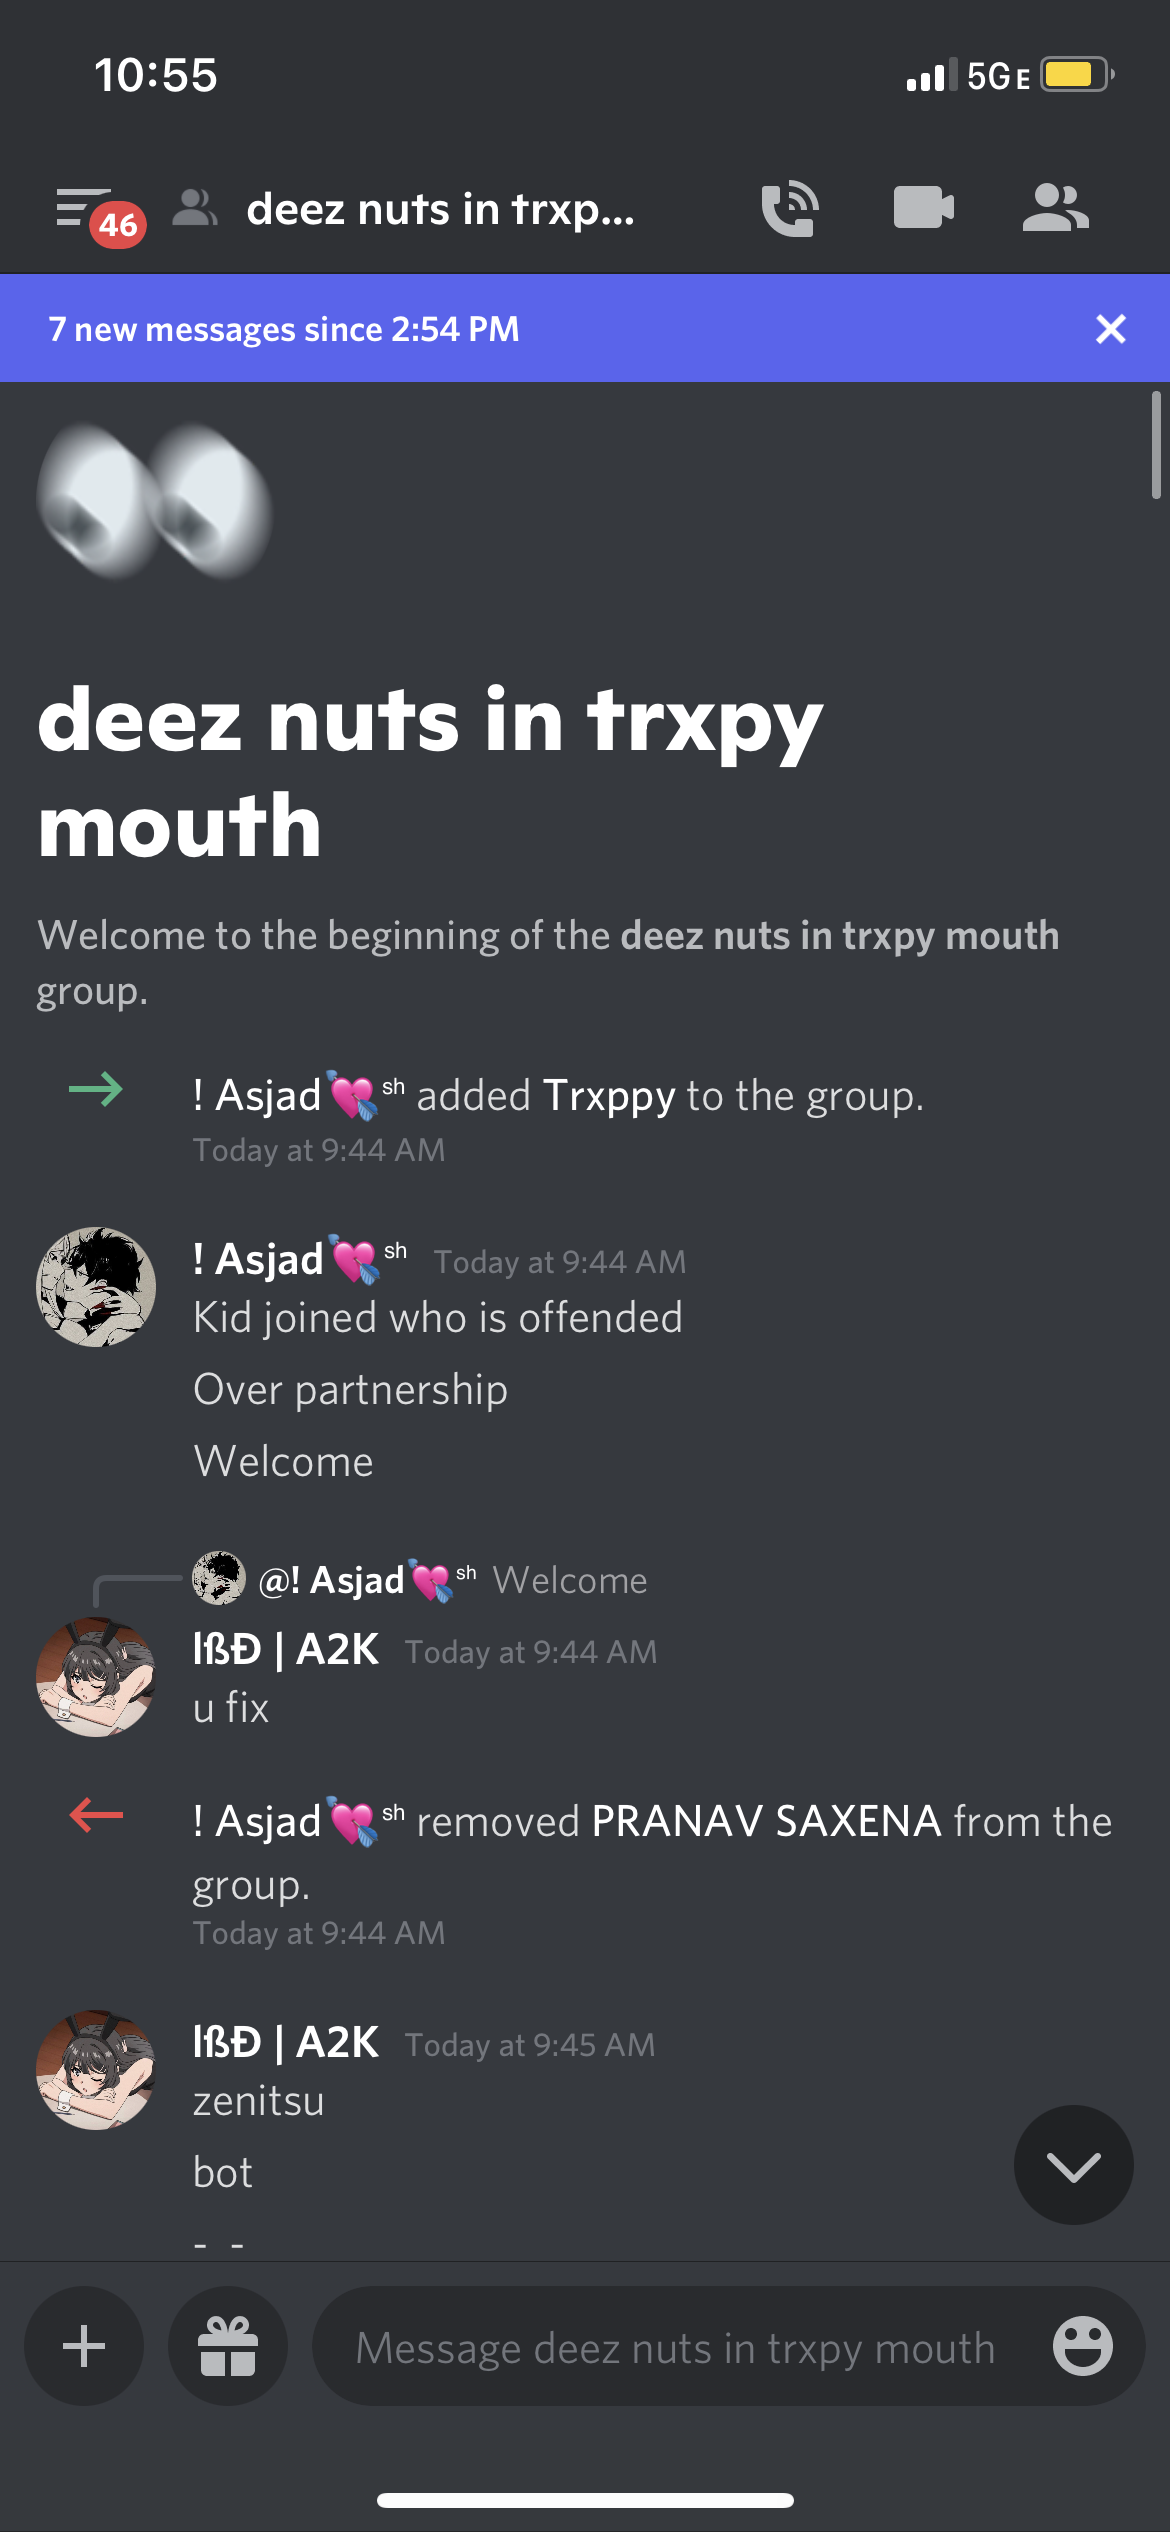 10:55
5G E
46
deez nuts in trxp...
7 new messages since 2:54 PM
deez nuts in trxpy
mouth
Welcome to the beginning of the deez nuts in trxpy mouth
group.
! Asjad💘ˢʰ added Trxppy to the group.
Today at 9:44 AM
! Asjad💘ˢʰ Today at 9:44 AM
Kid joined who is offended
Over partnership
Welcome
@! Asjad💘ˢʰ Welcome
lßÐ | A2K Today at 9:44 AM
u fix
! Asjad💘ˢʰ removed PRANAV SAXENA from the
group.
Today at 9:44 AM
lßÐ | A2K Today at 9:45 AM
zenitsu
bot
- -
Message deez nuts in trxpy mouth